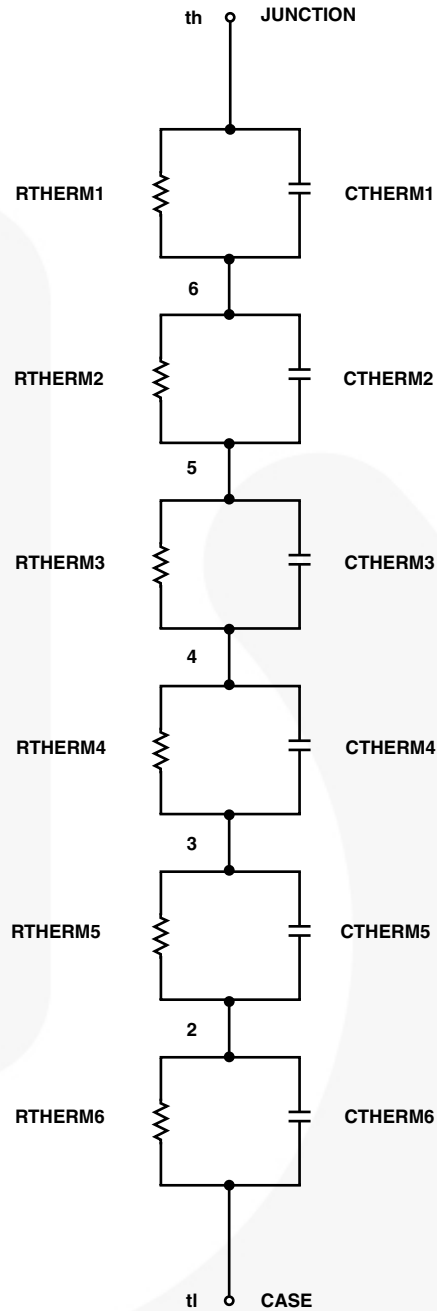 th JUNCTION
RTHERM1 CTHERM1
6
RTHERM2 CTHERM2
5
RTHERM3 CTHERM3
4
RTHERM4 CTHERM4
3
RTHERM5 CTHERM5
2
RTHERM6 CTHERM6
tl CASE